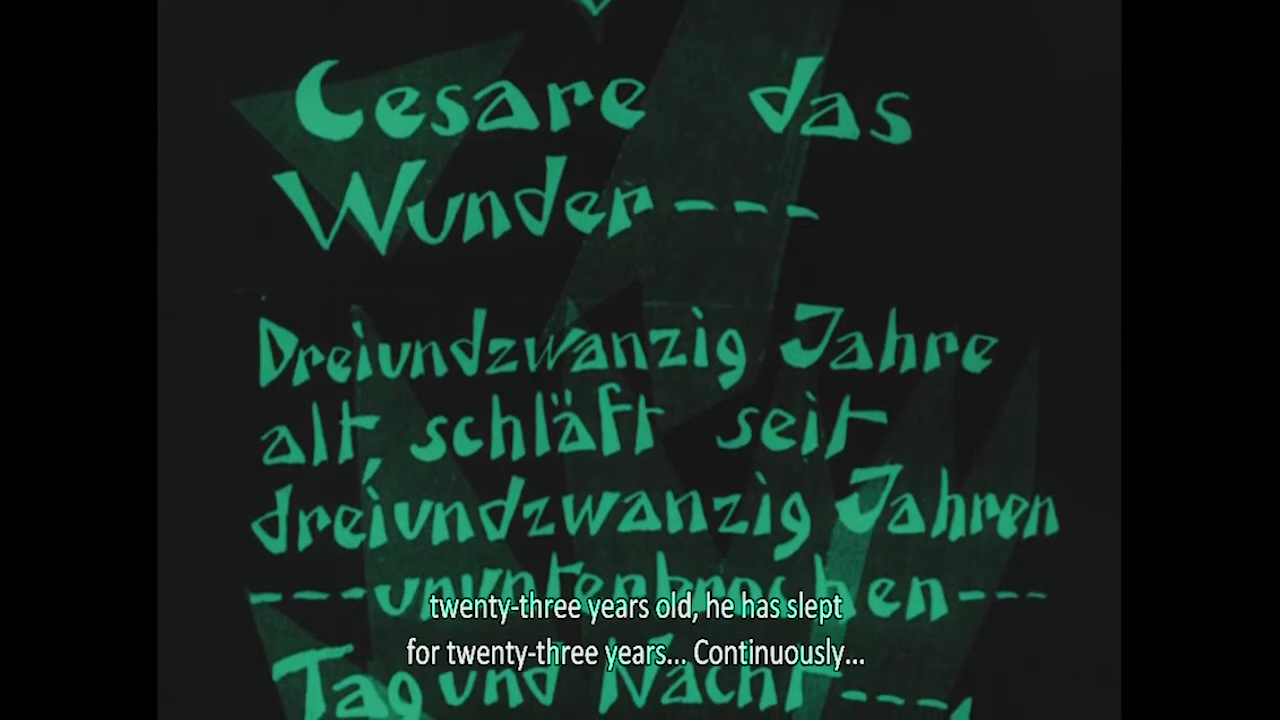 Cesare das
Wunder---
Dreiundzwanzig Jahre
alt, schläft seit
dreiundzwanzig Jahren
---ununterbrochen---
twenty-three years old, he has slept
for twenty-three years... Continuously...
Tag und Nacht---,